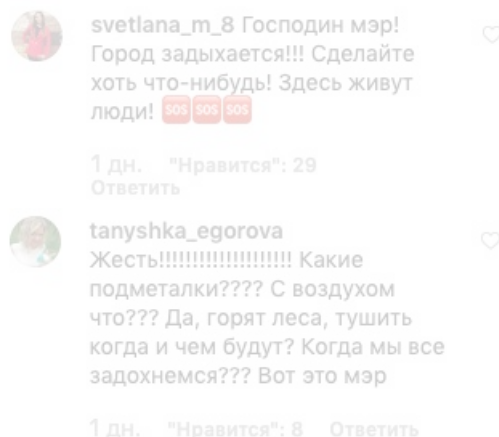 svetlana_m_8 Господин мэр!
Город задыхается!!! Сделайте
хоть что-нибудь! Здесь живут
люди! SOS SOS SOS
1 дн. "Нравится": 29
Ответить
tanyshka_egorova
Жесть!!!!!!!!!!!!!!!!!!!! Какие
подметалки???? С воздухом
что??? Да, горят леса, тушить
когда и чем будут? Когда мы все
задохнемся??? Вот это мэр
1 дн. "Нравится": 8 Ответить